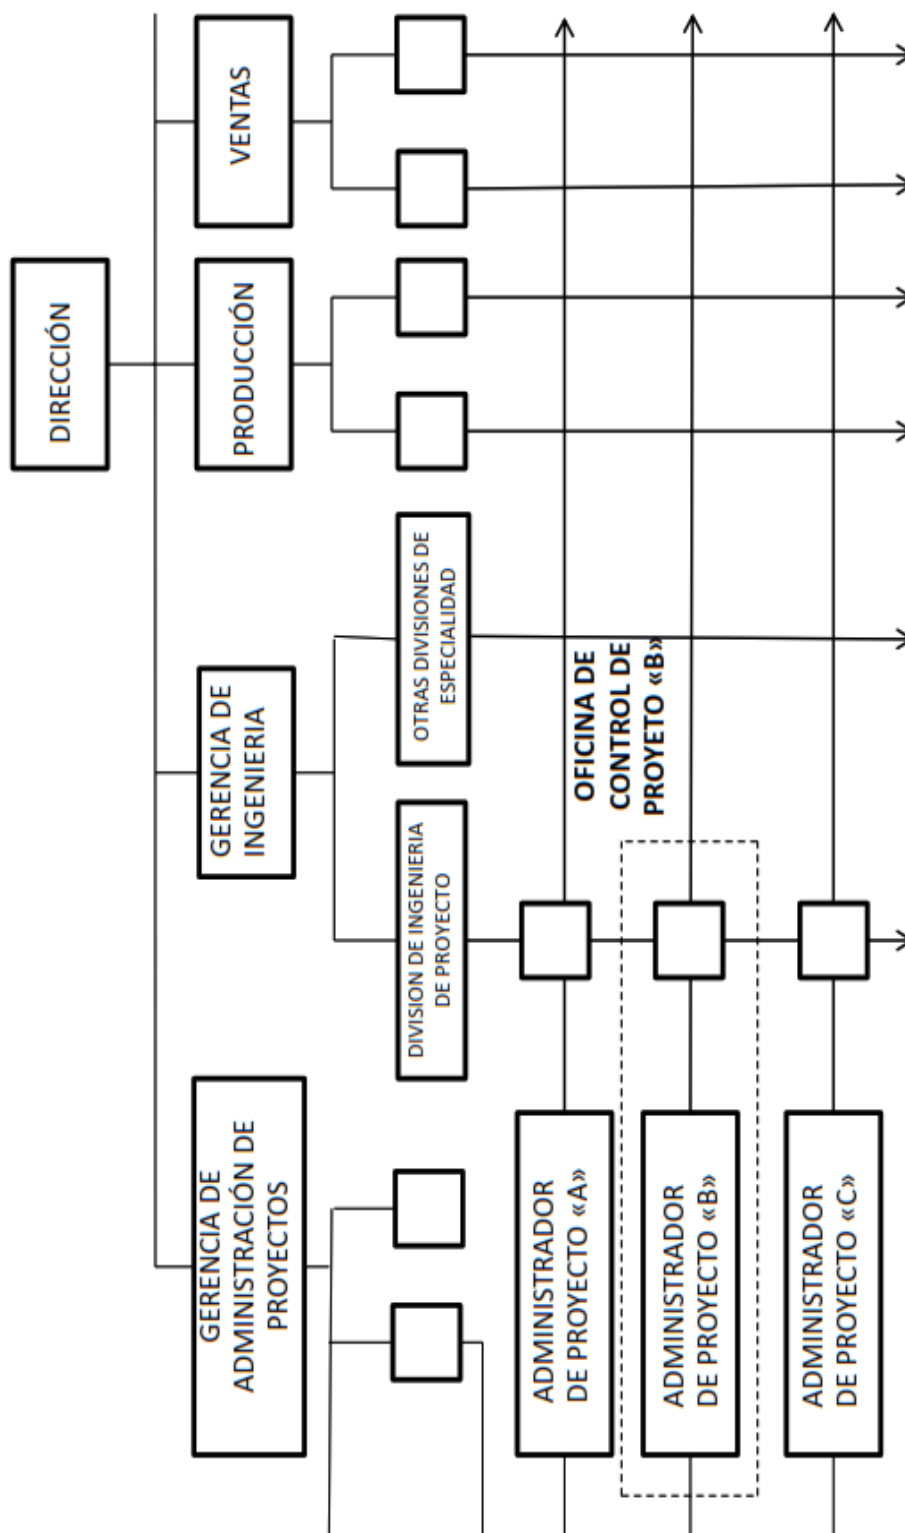 DIRECCIÓN
GERENCIA DE
ADMINISTRACIÓN DE
PROYECTOS
GERENCIA DE
INGENIERIA
PRODUCCIÓN
VENTAS
DIVISION DE INGENIERIA
DE PROYECTO
OTRAS DIVISIONES DE
ESPECIALIDAD
ADMINISTRADOR
DE PROYECTO «A»
OFICINA DE
CONTROL DE
PROYETO «B»
ADMINISTRADOR
DE PROYECTO «B»
ADMINISTRADOR
DE PROYECTO «C»